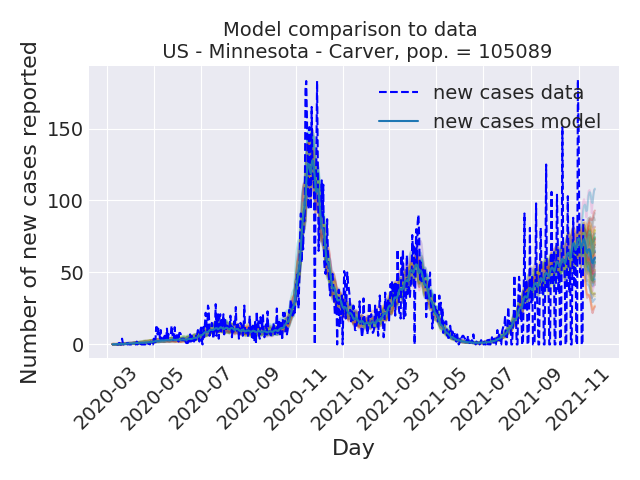 Model comparison to data
US - Minnesota - Carver, pop. = 105089
Number of new cases reported
new cases data
new cases model
150
100
50
0
2020-03
2020-05
2020-07
2020-09
2020-11
2021-01
2021-03
2021-05
2021-07
2021-09
2021-11
Day